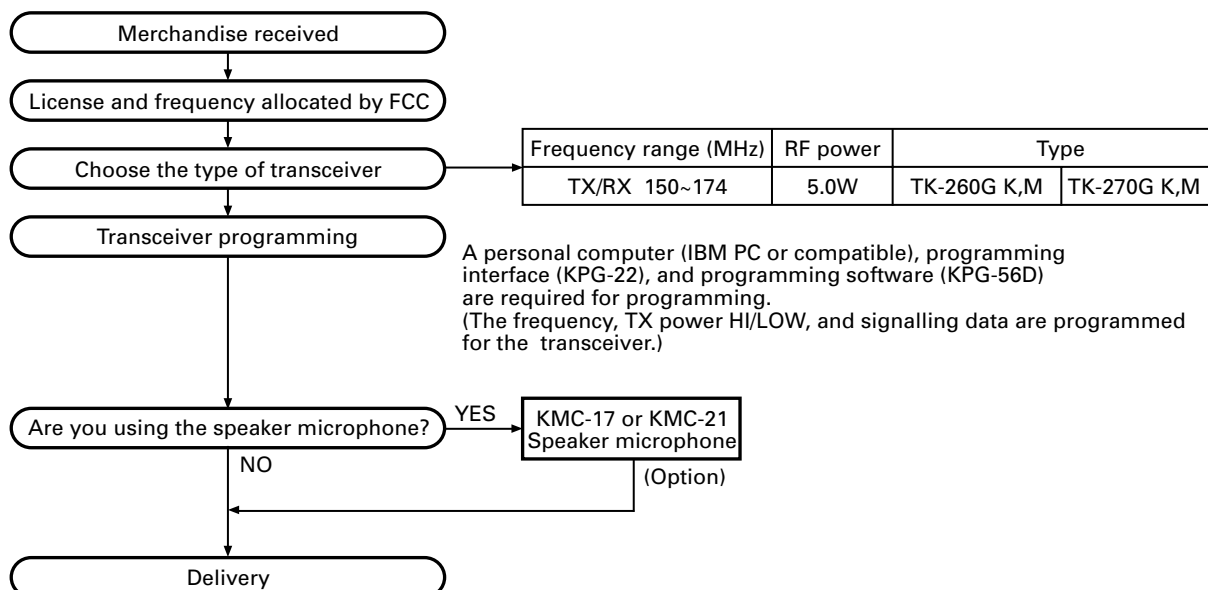 Merchandise received
License and frequency allocated by FCC
Choose the type of transceiver
Frequency range (MHz) RF power Type
TX/RX 150~174 5.0W TK-260G K,M TK-270G K,M
Transceiver programming
A personal computer (IBM PC or compatible), programming
interface (KPG-22), and programming software (KPG-56D)
are required for programming.
(The frequency, TX power HI/LOW, and signalling data are programmed
for the transceiver.)
Are you using the speaker microphone?
YES
KMC-17 or KMC-21
Speaker microphone
NO
(Option)
Delivery